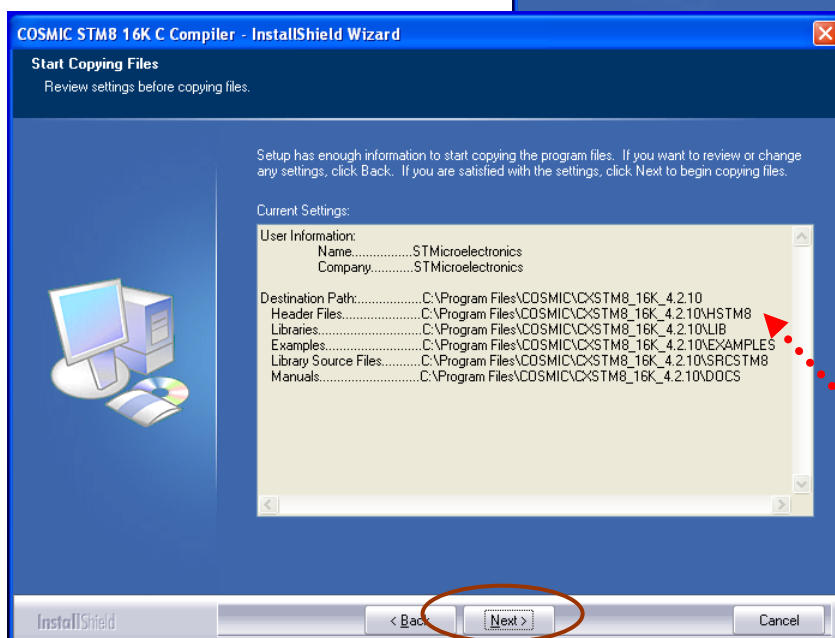 COSMIC STM8 16K C Compiler - InstallShield Wizard
Start Copying Files
Review settings before copying files.
Setup has enough information to start copying the program files. If you want to review or change
any settings, click Back. If you are satisfied with the settings, click Next to begin copying files.
Current Settings:
User Information:
Name................STMicroelectronics
Company...........STMicroelectronics
Destination Path:.................C:\Program Files\COSMIC\CXSTM8_16K_4.2.10
Header Files.....................C:\Program Files\COSMIC\CXSTM8_16K_4.2.10\HSTM8
Libraries...........................C:\Program Files\COSMIC\CXSTM8_16K_4.2.10\LIB
Examples.........................C:\Program Files\COSMIC\CXSTM8_16K_4.2.10\EXAMPLES
Library Source Files..........C:\Program Files\COSMIC\CXSTM8_16K_4.2.10\SRCSTM8
Manuals...........................C:\Program Files\COSMIC\CXSTM8_16K_4.2.10\DOCS
InstallShield
< Back
Next >
Cancel